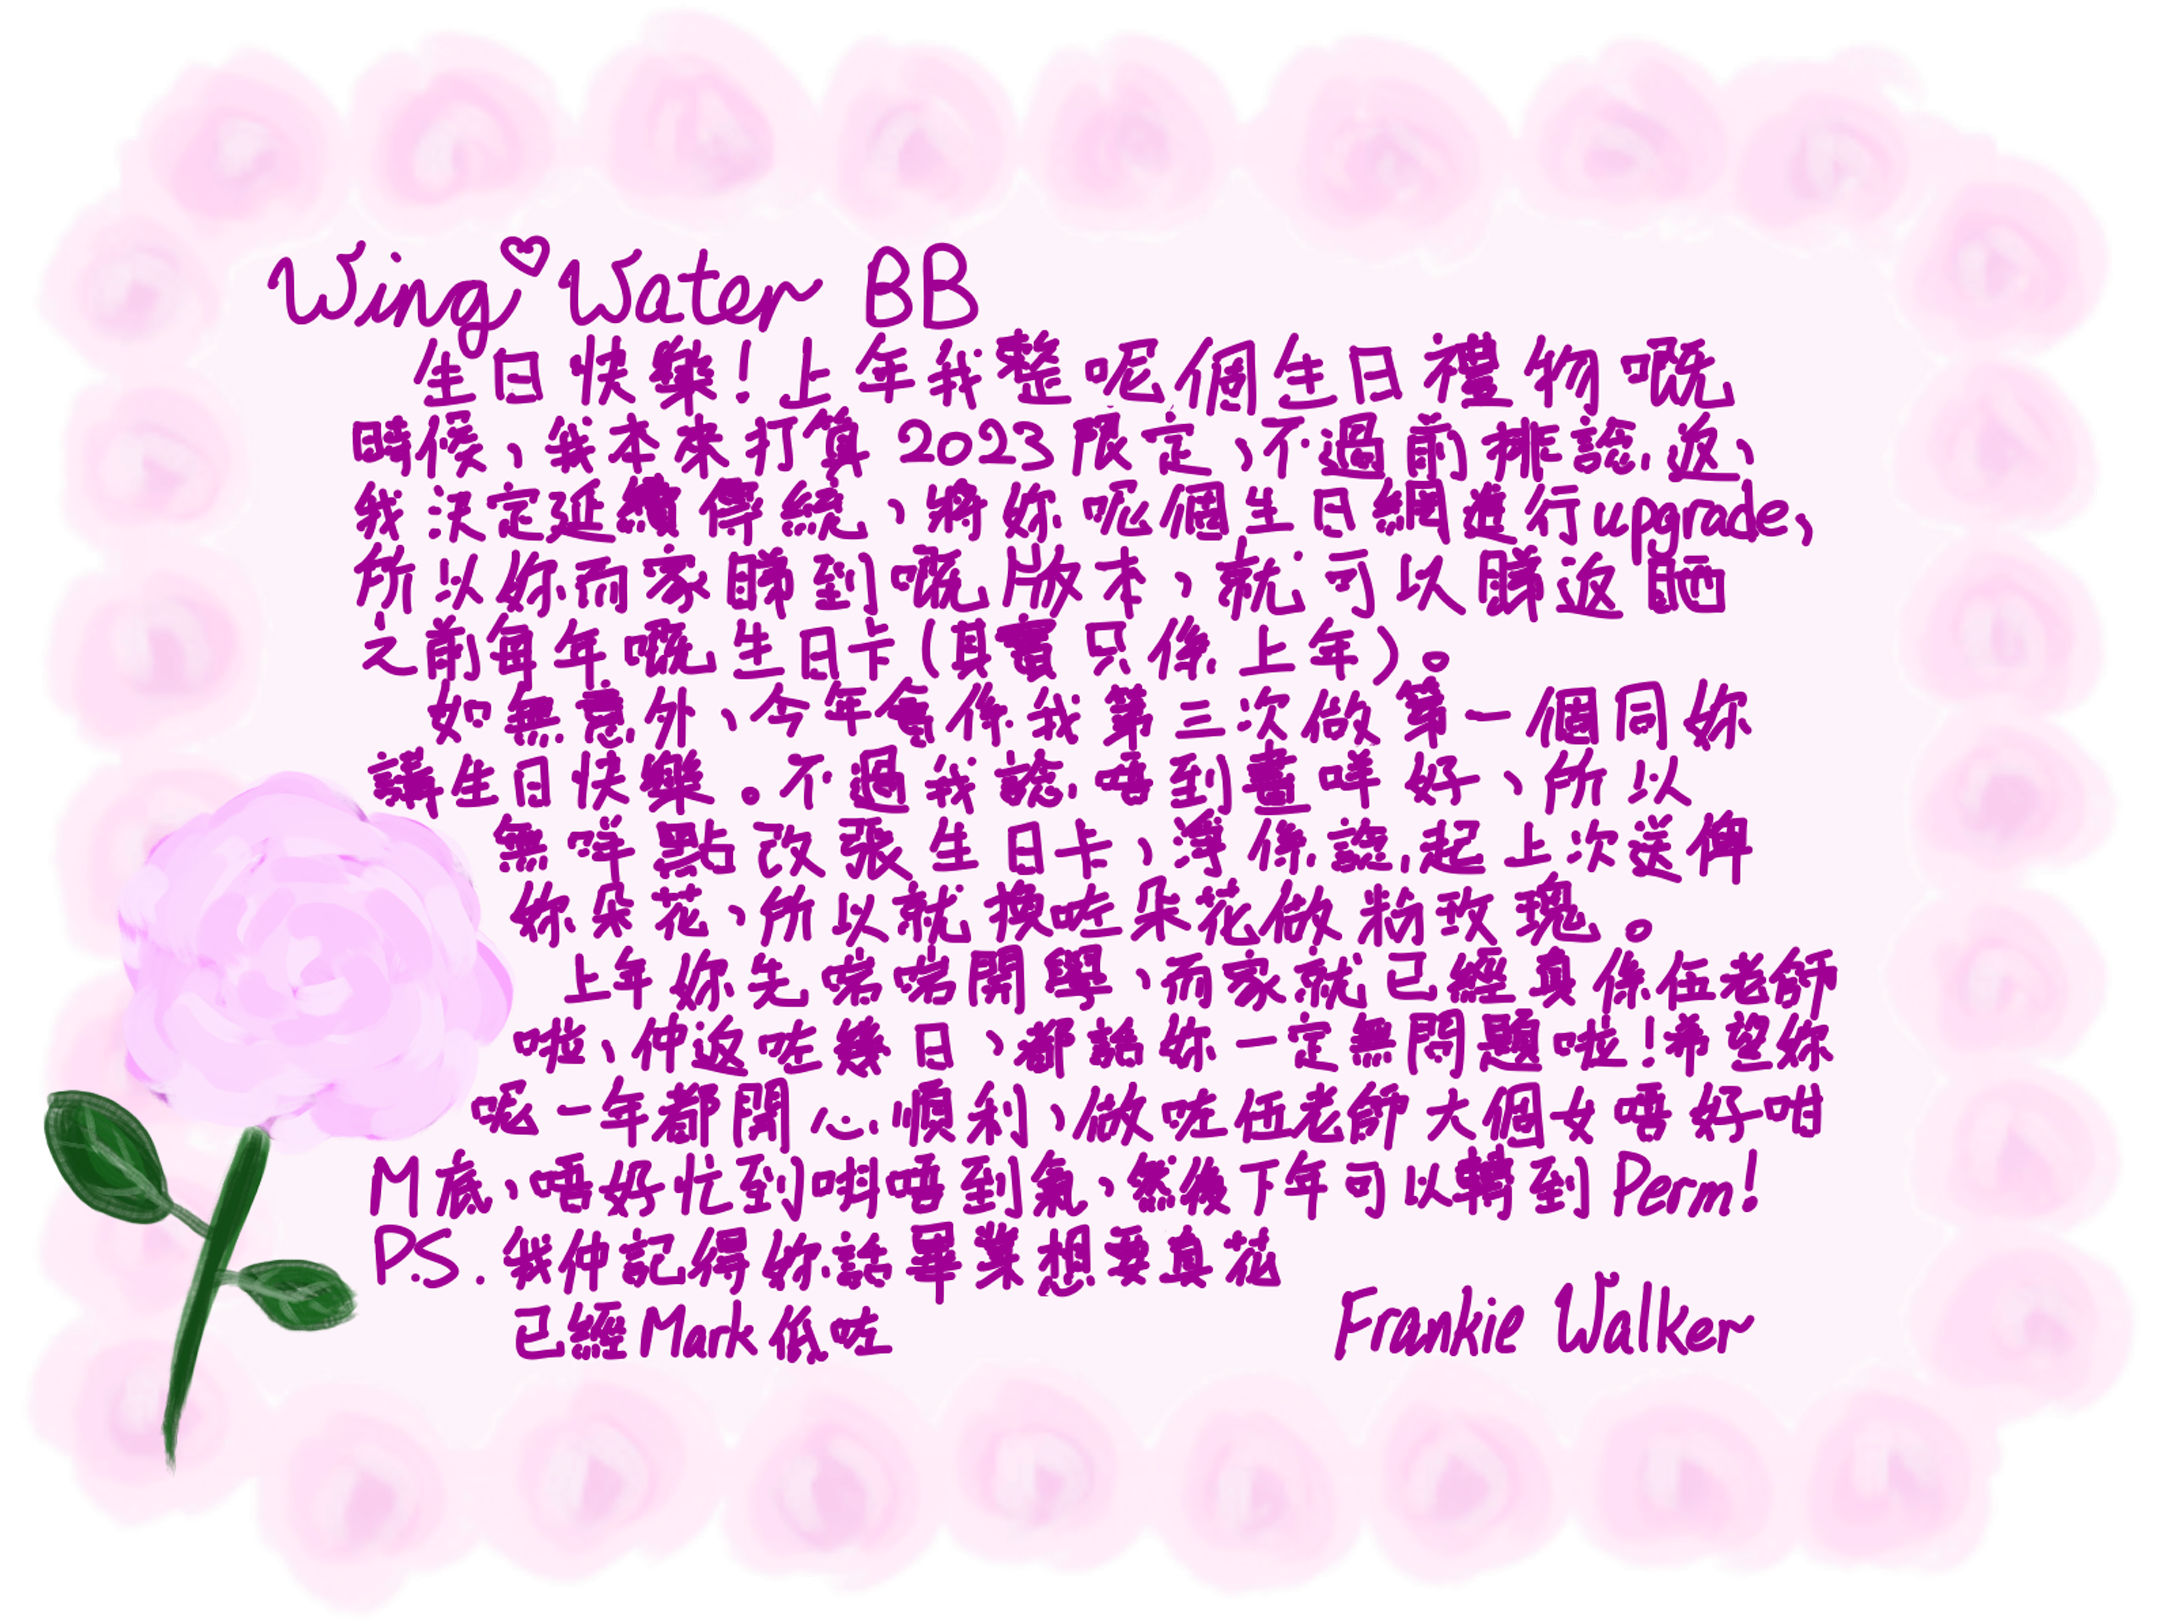 Wing♡Water BB
生日快樂!上年我整呢個生日禮物嘅
時候、我本來打算2023限定、不過前排諗返、
我決定延續傳統、將妳呢個生日網進行upgrade、
所以妳而家睇到嘅版本、就可以睇返晒
之前每年嘅生日卡(其實只係上年)。
如無意外、今年會係我第三次做第一個同妳
講生日快樂。不過我諗唔到畫咩好、所以
無咩點改張生日卡、淨係諗起上次送俾
妳朵花、所以就換咗朵花做粉玫瑰。
上年妳先啱啱開學、而家就已經真係伍老師
啦、仲返咗幾日、都話妳一定無問題啦!希望妳
呢一年都開心順利、做咗伍老師大個女唔好咁
M底、唔好忙到唞唔到氣、然後下年可以轉到Perm!
P.S.我仲記得妳話畢業想要真花
已經Mark低咗
Frankie Walker